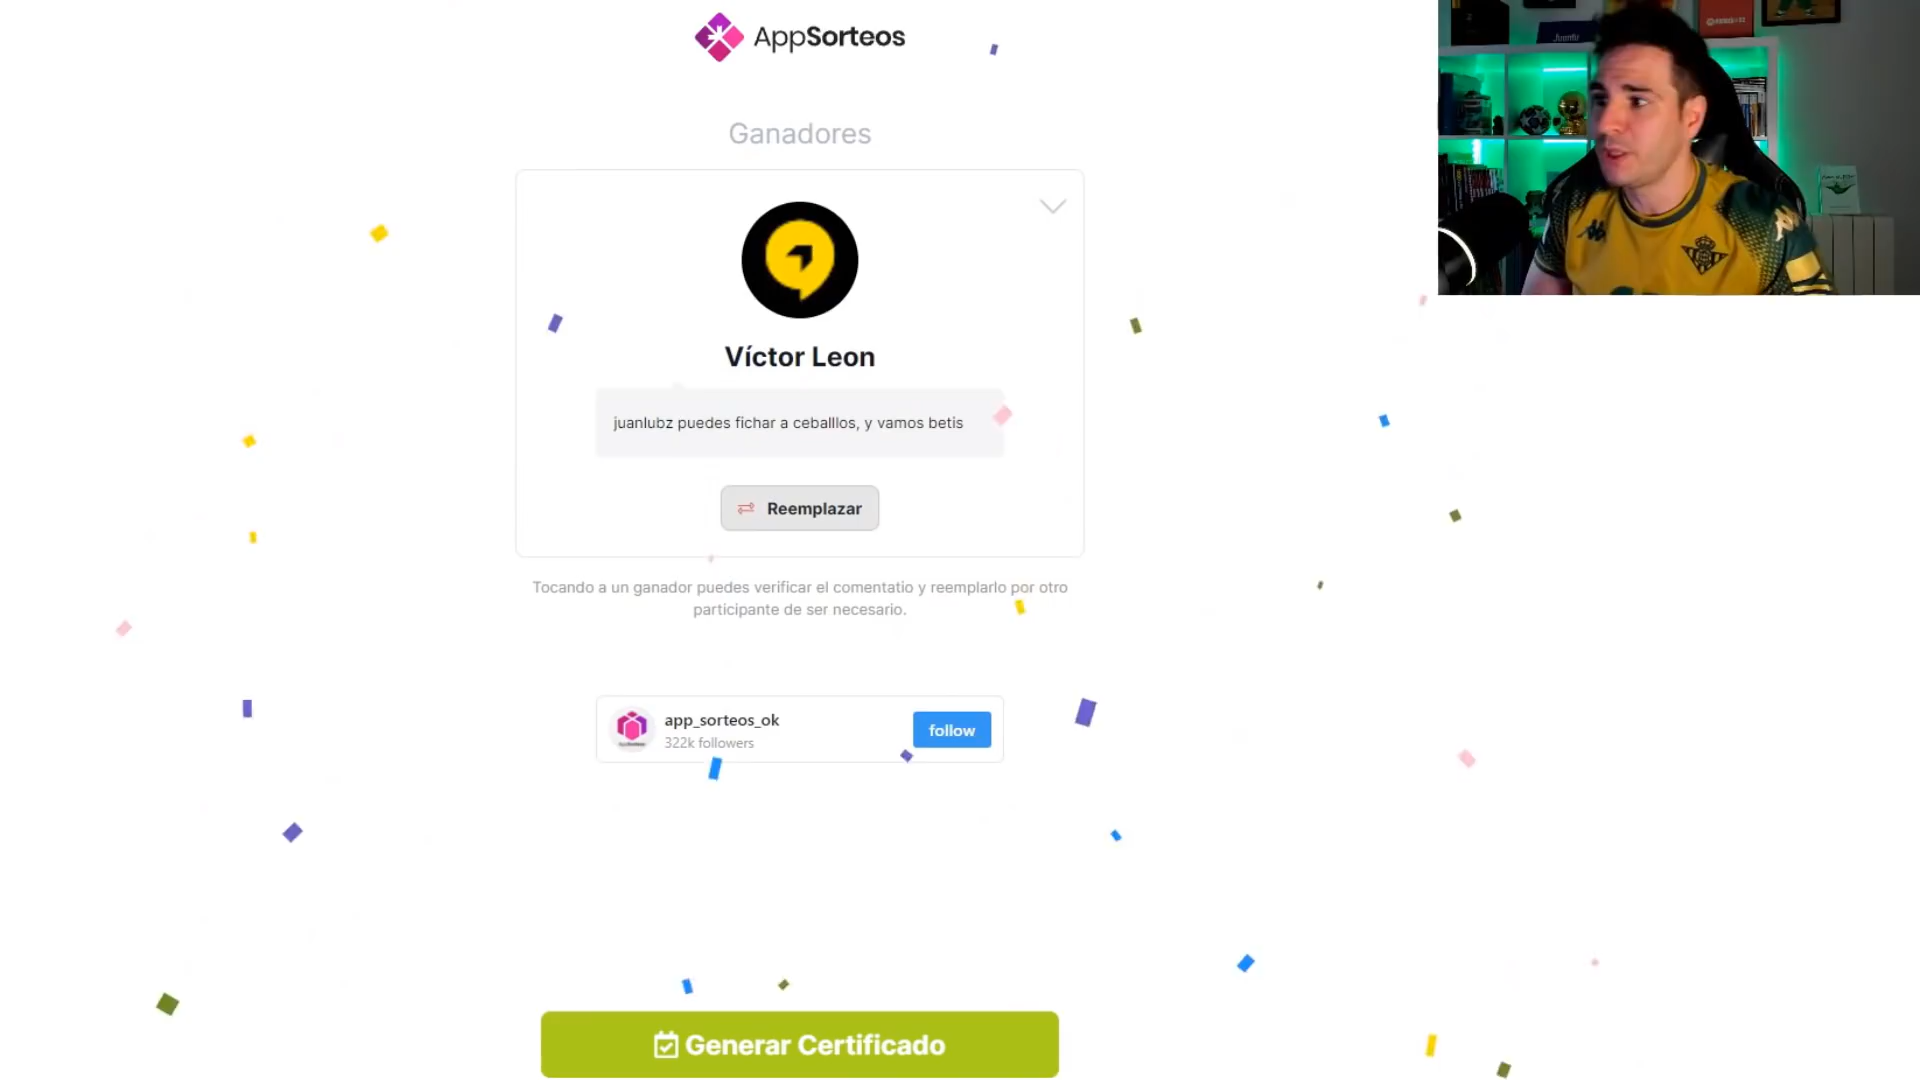 AppSorteos
Ganadores
Víctor Leon
juanlubz puedes fichar a ceballlos, y vamos betis
Reemplazar
Tocando a un ganador puedes verificar el comentatio y reemplarlo por otro
participante de ser necesario.
app_sorteos_ok
322k followers
follow
Generar Certificado
Juanlu